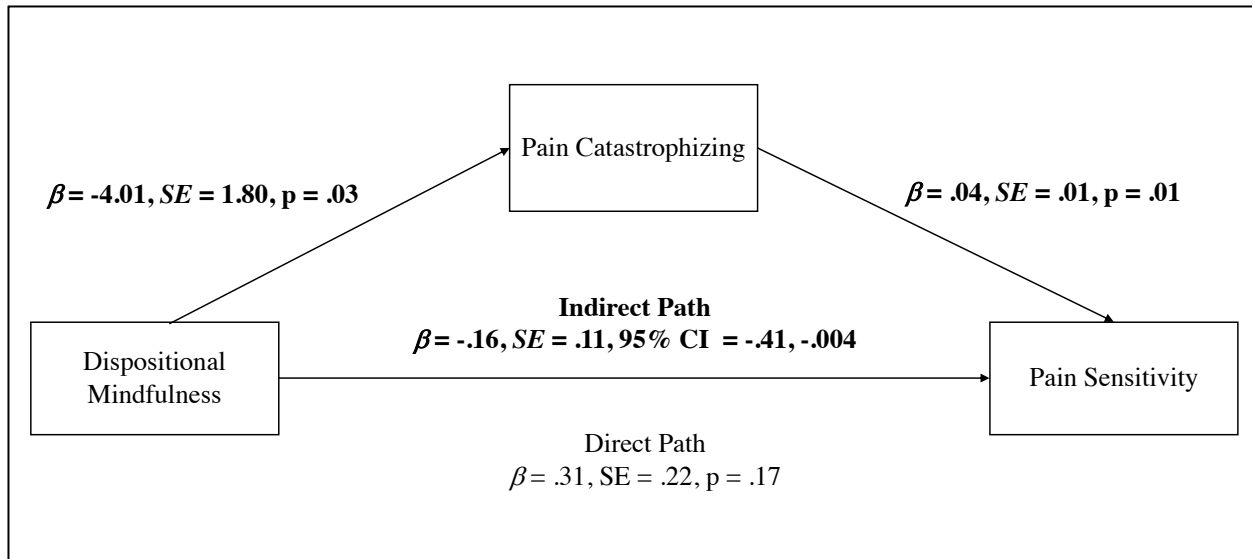 Pain Catastrophizing
β = -4.01, SE = 1.80, p = .03
β = .04, SE = .01, p = .01
Indirect Path
β = -.16, SE = .11, 95% CI = -.41, -.004
Dispositional
Mindfulness
Pain Sensitivity
Direct Path
β = .31, SE = .22, p = .17